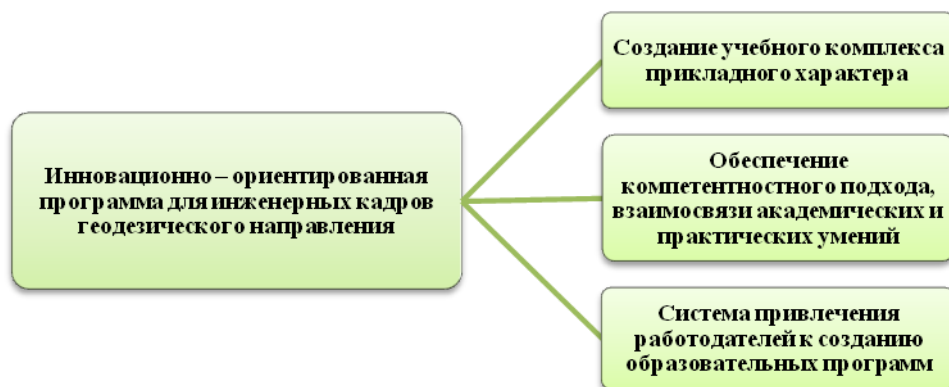 Инновационно – ориентированная
программа для инженерных кадров
геодезического направления
Создание учебного комплекса
прикладного характера
Обеспечение
компетентностного подхода,
взаимосвязи академических и
практических умений
Система привлечения
работодателей к созданию
образовательных программ